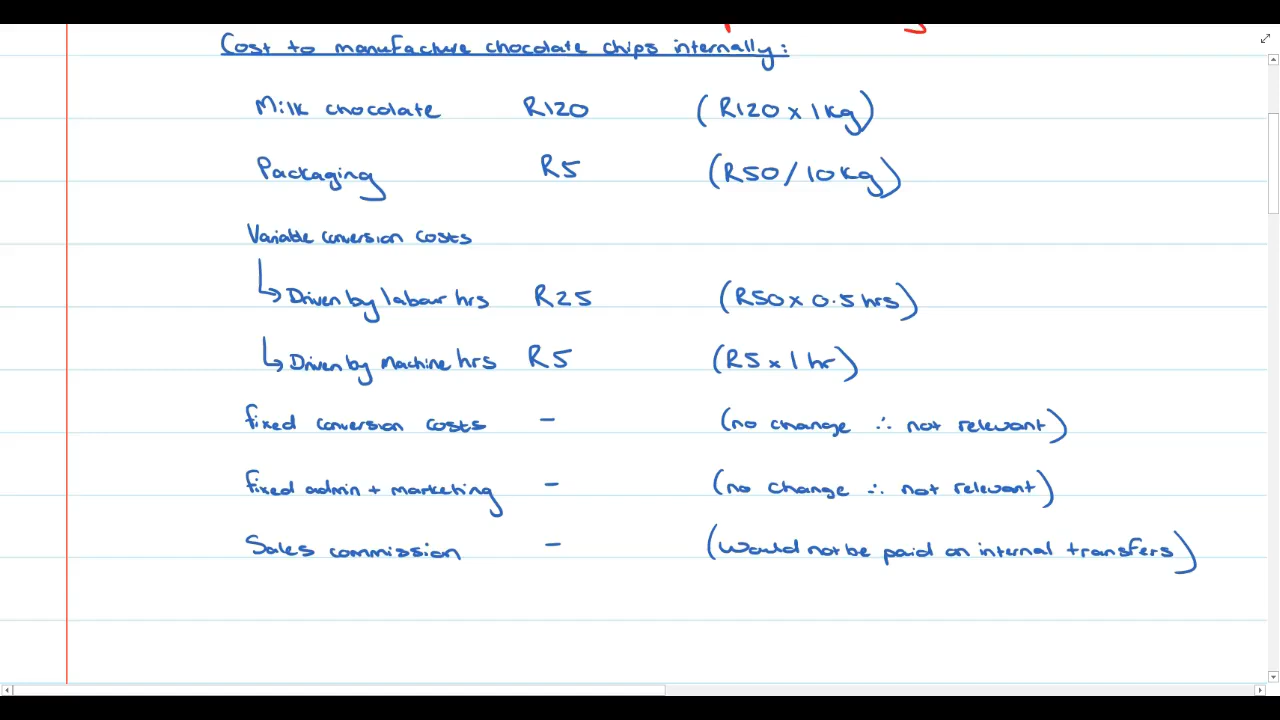 Cost to manufacture chocolate chips internally:
Milk chocolate R120 (R120 x 1kg)
Packaging R5 (R50/10kg)
Variable conversion costs
↳ Driven by labour hrs R25 (R50 x 0.5 hrs)
↳ Driven by Machine hrs R5 (R5 x 1 hr)
fixed conversion costs - (no change ∴ not relevant)
fixed admin + marketing - (no change ∴ not relevant)
Sales commission - (Would not be paid on internal transfers)